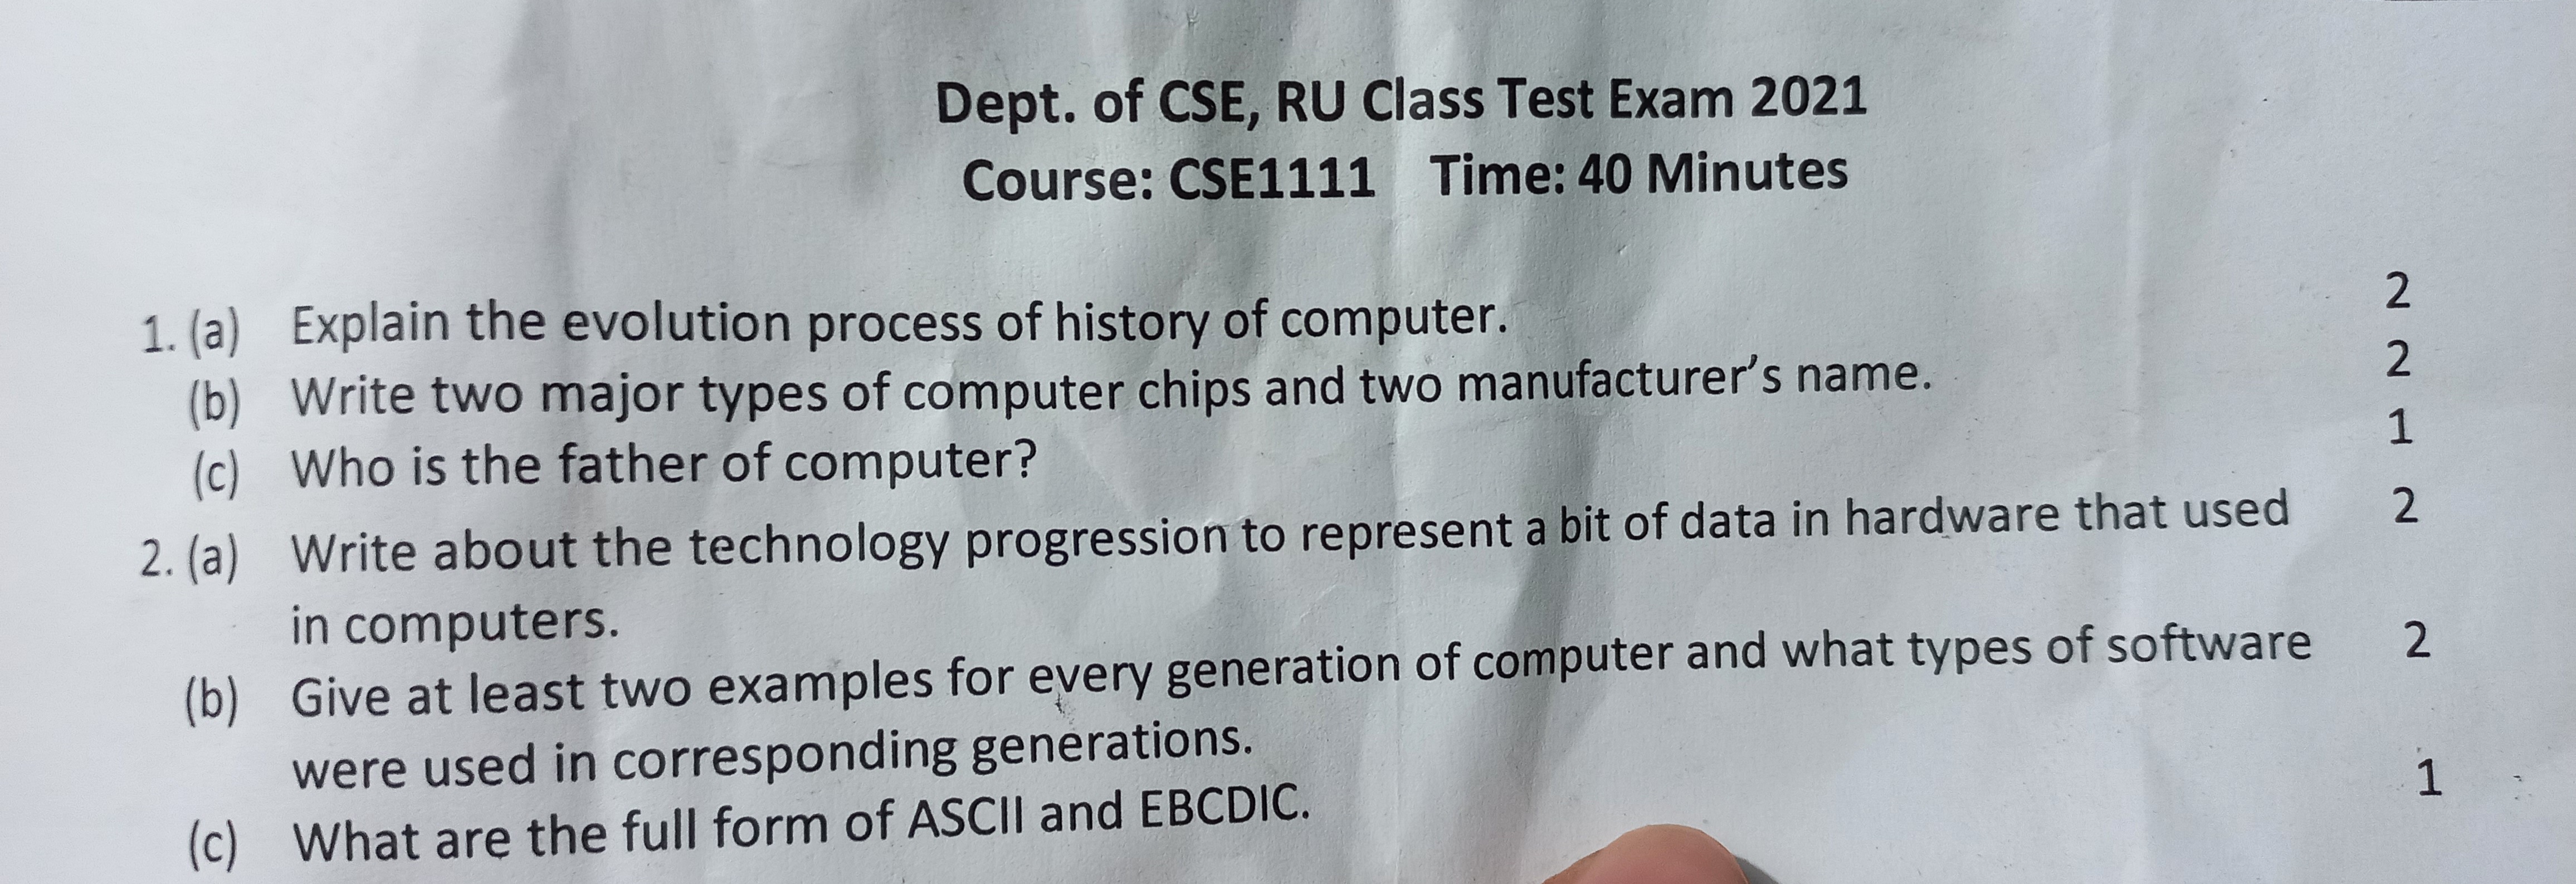 Dept. of CSE, RU Class Test Exam 2021
Course: CSE1111 Time: 40 Minutes
1. (a) Explain the evolution process of history of computer. 2
(b) Write two major types of computer chips and two manufacturer's name. 2
(c) Who is the father of computer? 1
2. (a) Write about the technology progression to represent a bit of data in hardware that used 2
in computers.
(b) Give at least two examples for every generation of computer and what types of software 2
were used in corresponding generations.
(c) What are the full form of ASCII and EBCDIC. 1